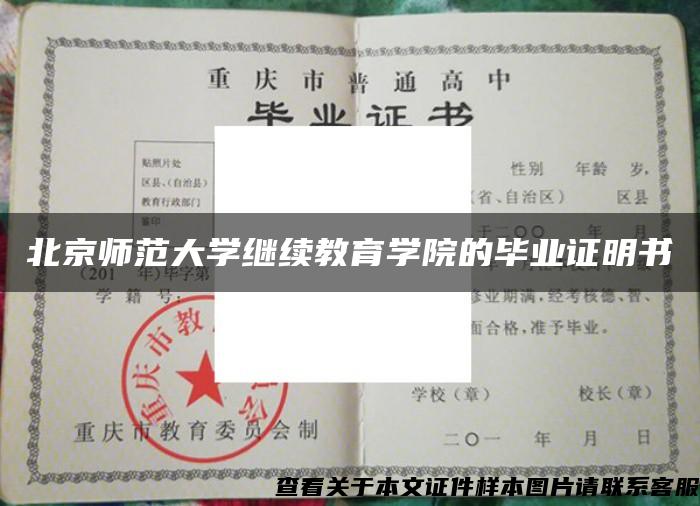 重庆市普通高中
毕业证书
贴照片处
区县、（自治县）
教育行政部门
鉴印
性别 年龄 岁,
（省、自治区） 区县
于二〇〇 年
北京师范大学继续教育学院的毕业证明书
(201 年)毕字第
学籍号:
修业期满,经考核德、智、
面合格,准予毕业。
重庆市教
会
学校（章） 校长（章）
重庆市教育委员会制
二〇一 年 月 日
查看关于本文证件样本图片请联系客服